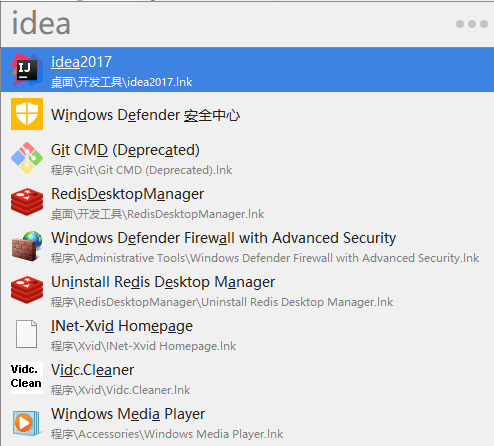 idea
idea2017
桌面\开发工具\idea2017.lnk
Windows Defender 安全中心
Git CMD (Deprecated)
程序\Git\Git CMD (Deprecated).lnk
RedisDesktopManager
桌面\开发工具\RedisDesktopManager.lnk
Windows Defender Firewall with Advanced Security
程序\Administrative Tools\Windows Defender Firewall with Advanced Security.lnk
Uninstall Redis Desktop Manager
程序\RedisDesktopManager\Uninstall Redis Desktop Manager.lnk
INet-Xvid Homepage
程序\Xvid\INet-Xvid Homepage.lnk
Vidc.Cleaner
程序\Xvid\Vidc.Cleaner.lnk
Windows Media Player
程序\Accessories\Windows Media Player.lnk
IJ
Vidc.
Clean